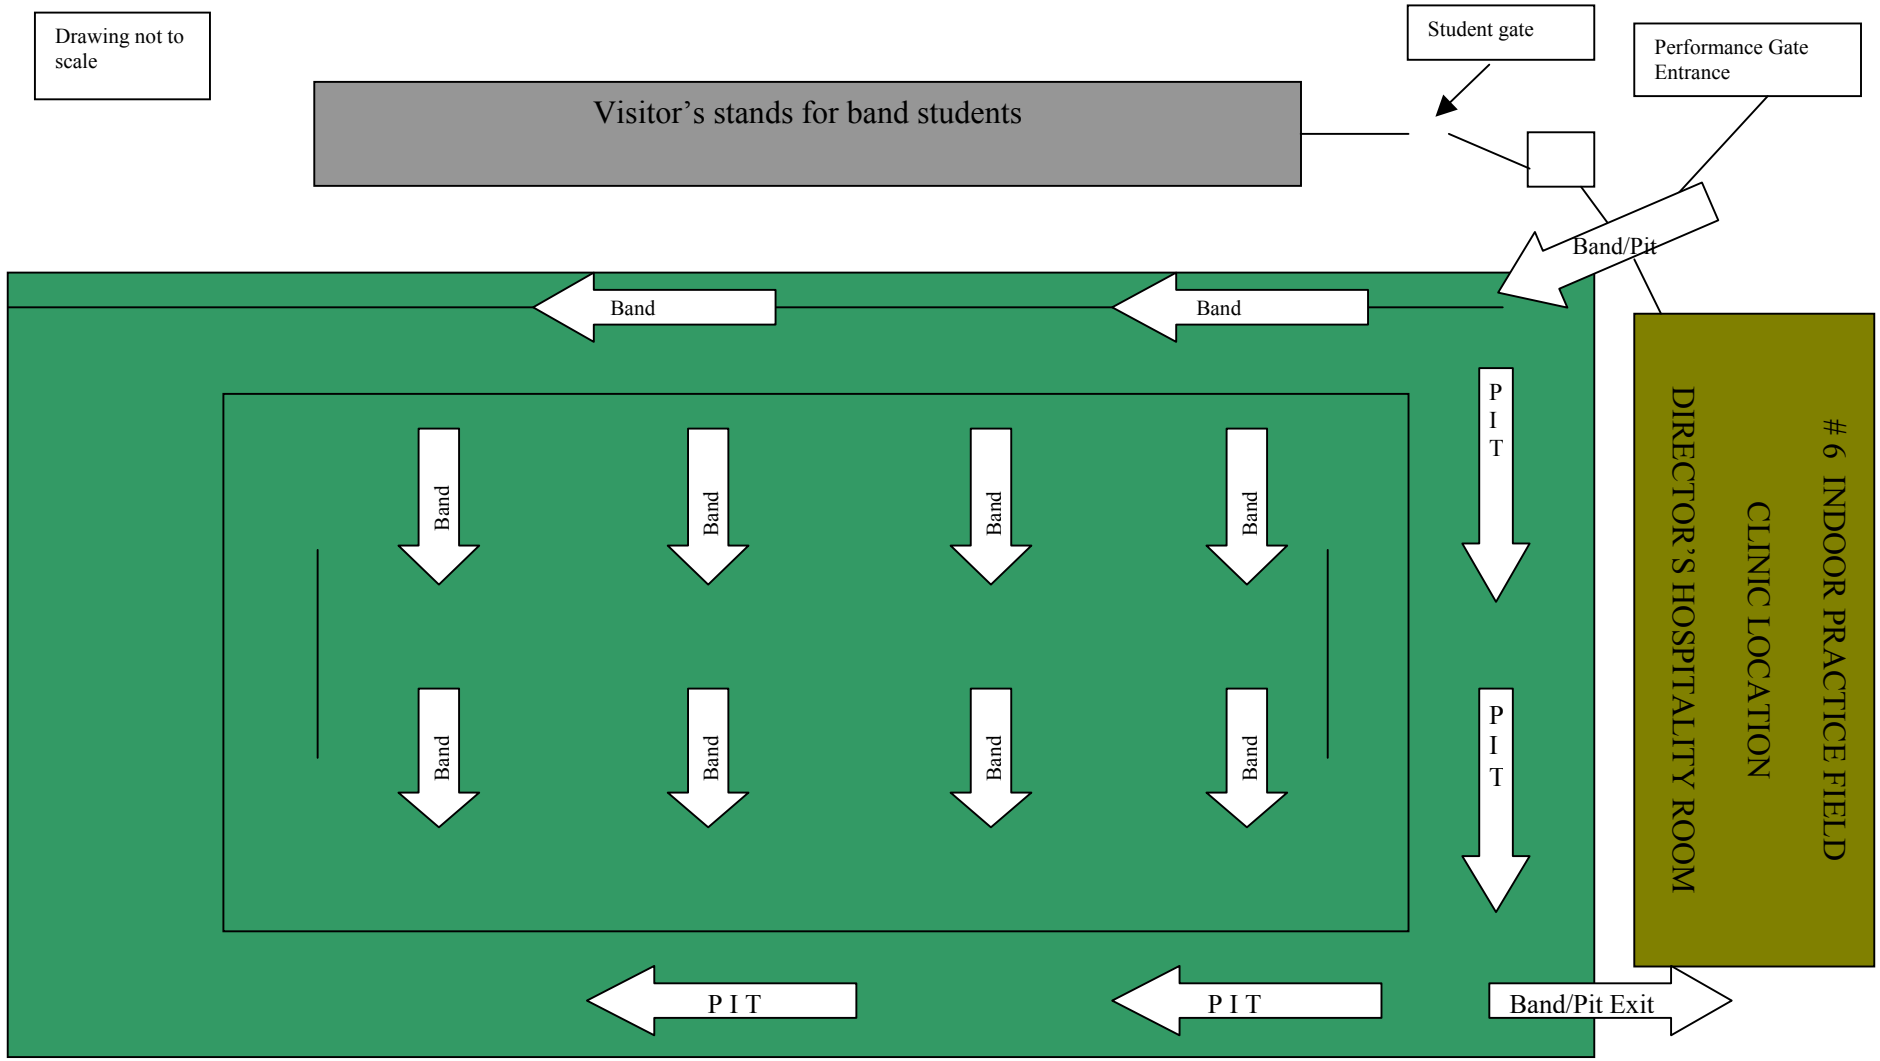 Drawing not to
scale
Visitor’s stands for band students
Student gate
Performance Gate
Entrance
Band/Pit
Band
Band
P
I
T
Band
Band
Band
Band
# 6 INDOOR PRACTICE FIELD
CLINIC LOCATION
DIRECTOR’S HOSPITALITY ROOM
Band
Band
Band
Band
P
I
T
P I T
P I T
Band/Pit Exit